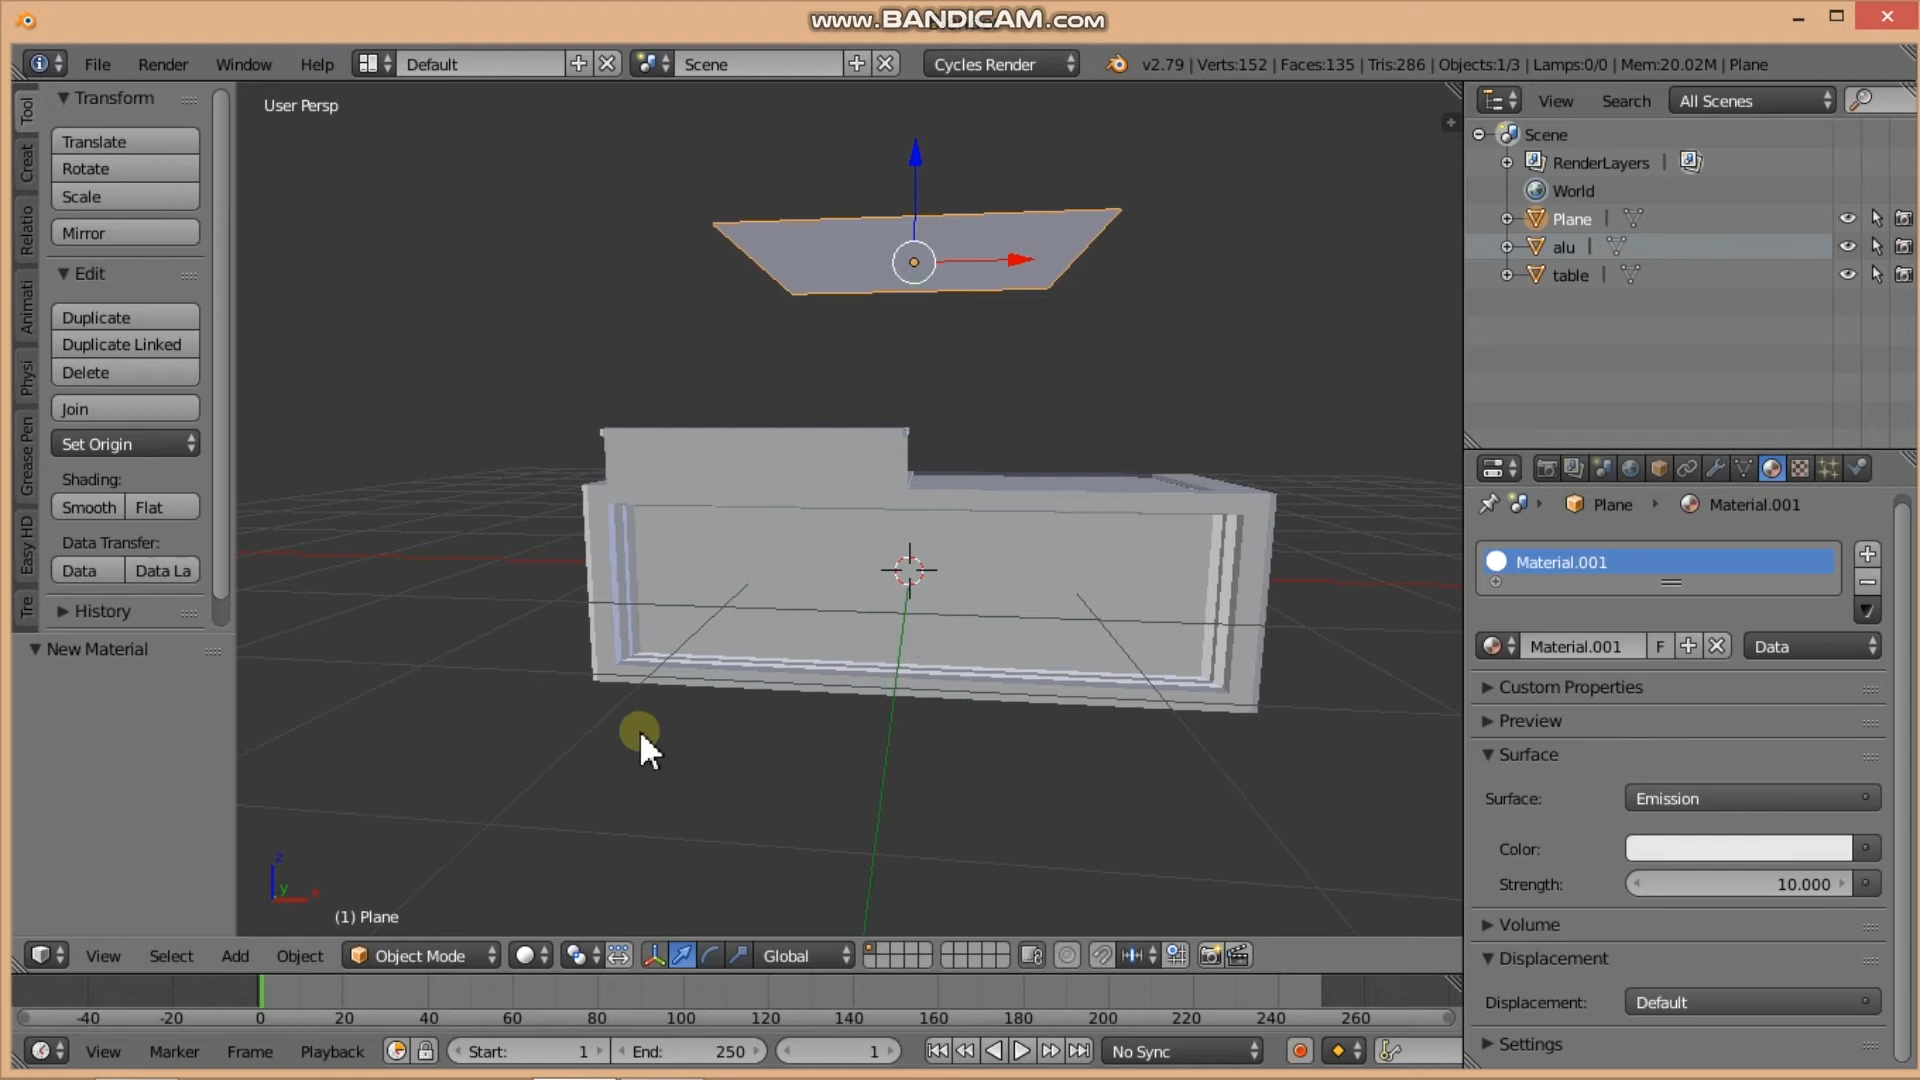 www.BANDICAM.com
File Render Window Help Default Scene Cycles Render v2.79 | Verts:152 | Faces:135 | Tris:286 | Objects:1/3 | Lamps:0/0 | Mem:20.02M | Plane
Tool
Creat
Relatio
Animati
Physi
Grease Pen
Easy HD
Tre
Transform
Translate
Rotate
Scale
Mirror
Edit
Duplicate
Duplicate Linked
Delete
Join
Set Origin
Shading:
Smooth Flat
Data Transfer:
Data Data La
History
New Material
User Persp
z
y x
(1) Plane
View Search All Scenes
Scene
RenderLayers |
World
Plane |
alu |
table |
Plane Material.001
Material.001
Material.001 F Data
Custom Properties
Preview
Surface
Surface: Emission
Color:
Strength: 10.000
Volume
Displacement
Displacement: Default
Settings
View Select Add Object Object Mode Global
-40 -20 0 20 40 60 80 100 120 140 160 180 200 220 240 260
View Marker Frame Playback Start: 1 End: 250 1 No Sync